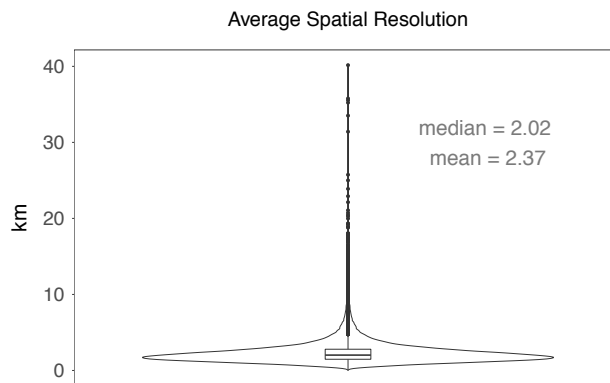 Average Spatial Resolution
40
median = 2.02
mean = 2.37
30
km
20
10
0